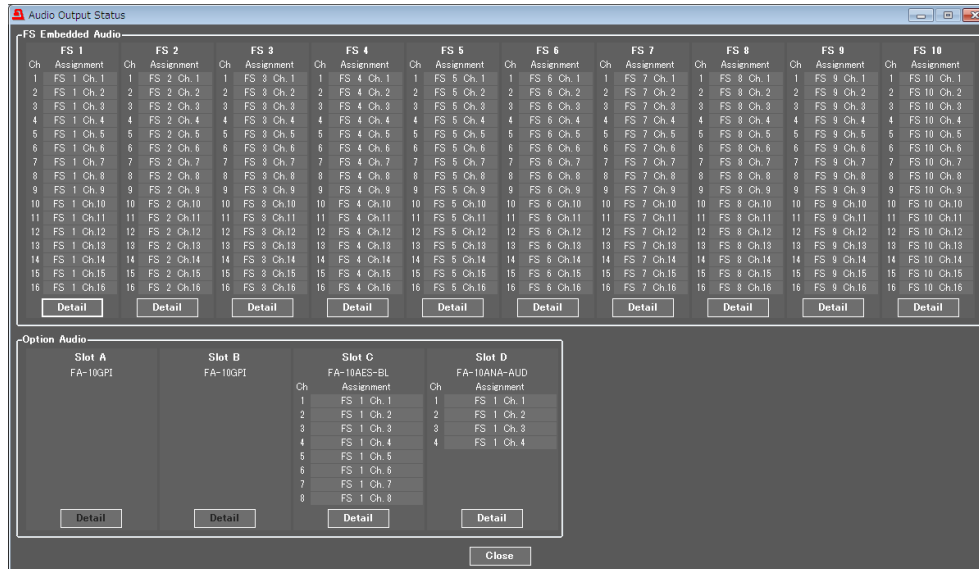 Audio Output Status
FS Embedded Audio
FS 1 FS 2 FS 3 FS 4 FS 5 FS 6 FS 7 FS 8 FS 9 FS 10
Ch Assignment Ch Assignment Ch Assignment Ch Assignment Ch Assignment Ch Assignment Ch Assignment Ch Assignment Ch Assignment Ch Assignment
1 FS 1 Ch. 1 1 FS 2 Ch. 1 1 FS 3 Ch. 1 1 FS 4 Ch. 1 1 FS 5 Ch. 1 1 FS 6 Ch. 1 1 FS 7 Ch. 1 1 FS 8 Ch. 1 1 FS 9 Ch. 1 1 FS 10 Ch. 1
2 FS 1 Ch. 2 2 FS 2 Ch. 2 2 FS 3 Ch. 2 2 FS 4 Ch. 2 2 FS 5 Ch. 2 2 FS 6 Ch. 2 2 FS 7 Ch. 2 2 FS 8 Ch. 2 2 FS 9 Ch. 2 2 FS 10 Ch. 2
3 FS 1 Ch. 3 3 FS 2 Ch. 3 3 FS 3 Ch. 3 3 FS 4 Ch. 3 3 FS 5 Ch. 3 3 FS 6 Ch. 3 3 FS 7 Ch. 3 3 FS 8 Ch. 3 3 FS 9 Ch. 3 3 FS 10 Ch. 3
4 FS 1 Ch. 4 4 FS 2 Ch. 4 4 FS 3 Ch. 4 4 FS 4 Ch. 4 4 FS 5 Ch. 4 4 FS 6 Ch. 4 4 FS 7 Ch. 4 4 FS 8 Ch. 4 4 FS 9 Ch. 4 4 FS 10 Ch. 4
5 FS 1 Ch. 5 5 FS 2 Ch. 5 5 FS 3 Ch. 5 5 FS 4 Ch. 5 5 FS 5 Ch. 5 5 FS 6 Ch. 5 5 FS 7 Ch. 5 5 FS 8 Ch. 5 5 FS 9 Ch. 5 5 FS 10 Ch. 5
6 FS 1 Ch. 6 6 FS 2 Ch. 6 6 FS 3 Ch. 6 6 FS 4 Ch. 6 6 FS 5 Ch. 6 6 FS 6 Ch. 6 6 FS 7 Ch. 6 6 FS 8 Ch. 6 6 FS 9 Ch. 6 6 FS 10 Ch. 6
7 FS 1 Ch. 7 7 FS 2 Ch. 7 7 FS 3 Ch. 7 7 FS 4 Ch. 7 7 FS 5 Ch. 7 7 FS 6 Ch. 7 7 FS 7 Ch. 7 7 FS 8 Ch. 7 7 FS 9 Ch. 7 7 FS 10 Ch. 7
8 FS 1 Ch. 8 8 FS 2 Ch. 8 8 FS 3 Ch. 8 8 FS 4 Ch. 8 8 FS 5 Ch. 8 8 FS 6 Ch. 8 8 FS 7 Ch. 8 8 FS 8 Ch. 8 8 FS 9 Ch. 8 8 FS 10 Ch. 8
9 FS 1 Ch. 9 9 FS 2 Ch. 9 9 FS 3 Ch. 9 9 FS 4 Ch. 9 9 FS 5 Ch. 9 9 FS 6 Ch. 9 9 FS 7 Ch. 9 9 FS 8 Ch. 9 9 FS 9 Ch. 9 9 FS 10 Ch. 9
10 FS 1 Ch.10 10 FS 2 Ch.10 10 FS 3 Ch.10 10 FS 4 Ch.10 10 FS 5 Ch.10 10 FS 6 Ch.10 10 FS 7 Ch.10 10 FS 8 Ch.10 10 FS 9 Ch.10 10 FS 10 Ch.10
11 FS 1 Ch.11 11 FS 2 Ch.11 11 FS 3 Ch.11 11 FS 4 Ch.11 11 FS 5 Ch.11 11 FS 6 Ch.11 11 FS 7 Ch.11 11 FS 8 Ch.11 11 FS 9 Ch.11 11 FS 10 Ch.11
12 FS 1 Ch.12 12 FS 2 Ch.12 12 FS 3 Ch.12 12 FS 4 Ch.12 12 FS 5 Ch.12 12 FS 6 Ch.12 12 FS 7 Ch.12 12 FS 8 Ch.12 12 FS 9 Ch.12 12 FS 10 Ch.12
13 FS 1 Ch.13 13 FS 2 Ch.13 13 FS 3 Ch.13 13 FS 4 Ch.13 13 FS 5 Ch.13 13 FS 6 Ch.13 13 FS 7 Ch.13 13 FS 8 Ch.13 13 FS 9 Ch.13 13 FS 10 Ch.13
14 FS 1 Ch.14 14 FS 2 Ch.14 14 FS 3 Ch.14 14 FS 4 Ch.14 14 FS 5 Ch.14 14 FS 6 Ch.14 14 FS 7 Ch.14 14 FS 8 Ch.14 14 FS 9 Ch.14 14 FS 10 Ch.14
15 FS 1 Ch.15 15 FS 2 Ch.15 15 FS 3 Ch.15 15 FS 4 Ch.15 15 FS 5 Ch.15 15 FS 6 Ch.15 15 FS 7 Ch.15 15 FS 8 Ch.15 15 FS 9 Ch.15 15 FS 10 Ch.15
16 FS 1 Ch.16 16 FS 2 Ch.16 16 FS 3 Ch.16 16 FS 4 Ch.16 16 FS 5 Ch.16 16 FS 6 Ch.16 16 FS 7 Ch.16 16 FS 8 Ch.16 16 FS 9 Ch.16 16 FS 10 Ch.16
Detail Detail Detail Detail Detail Detail Detail Detail Detail Detail
Option Audio
Slot A Slot B Slot C Slot D
FA-10GPI FA-10GPI FA-10AES-BL FA-10ANA-AUD
Ch Assignment Ch Assignment
1 FS 1 Ch. 1 1 FS 1 Ch. 1
2 FS 1 Ch. 2 2 FS 1 Ch. 2
3 FS 1 Ch. 3 3 FS 1 Ch. 3
4 FS 1 Ch. 4 4 FS 1 Ch. 4
5 FS 1 Ch. 5
6 FS 1 Ch. 6
7 FS 1 Ch. 7
8 FS 1 Ch. 8
Detail Detail Detail Detail
Close